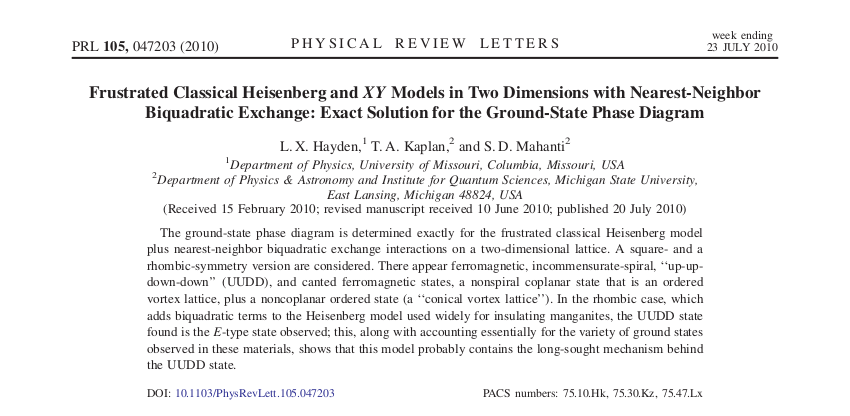 PRL 105, 047203 (2010)
PHYSICAL REVIEW LETTERS
week ending
23 JULY 2010
Frustrated Classical Heisenberg and XY Models in Two Dimensions with Nearest-Neighbor
Biquadratic Exchange: Exact Solution for the Ground-State Phase Diagram
L. X. Hayden,1 T. A. Kaplan,2 and S. D. Mahanti2
1Department of Physics, University of Missouri, Columbia, Missouri, USA
2Department of Physics & Astronomy and Institute for Quantum Sciences, Michigan State University,
East Lansing, Michigan 48824, USA
(Received 15 February 2010; revised manuscript received 10 June 2010; published 20 July 2010)
The ground-state phase diagram is determined exactly for the frustrated classical Heisenberg model
plus nearest-neighbor biquadratic exchange interactions on a two-dimensional lattice. A square- and a
rhombic-symmetry version are considered. There appear ferromagnetic, incommensurate-spiral, ‘‘up-up-
down-down’’ (UUDD), and canted ferromagnetic states, a nonspiral coplanar state that is an ordered
vortex lattice, plus a noncoplanar ordered state (a ‘‘conical vortex lattice’’). In the rhombic case, which
adds biquadratic terms to the Heisenberg model used widely for insulating manganites, the UUDD state
found is the E-type state observed; this, along with accounting essentially for the variety of ground states
observed in these materials, shows that this model probably contains the long-sought mechanism behind
the UUDD state.
DOI: 10.1103/PhysRevLett.105.047203
PACS numbers: 75.10.Hk, 75.30.Kz, 75.47.Lx